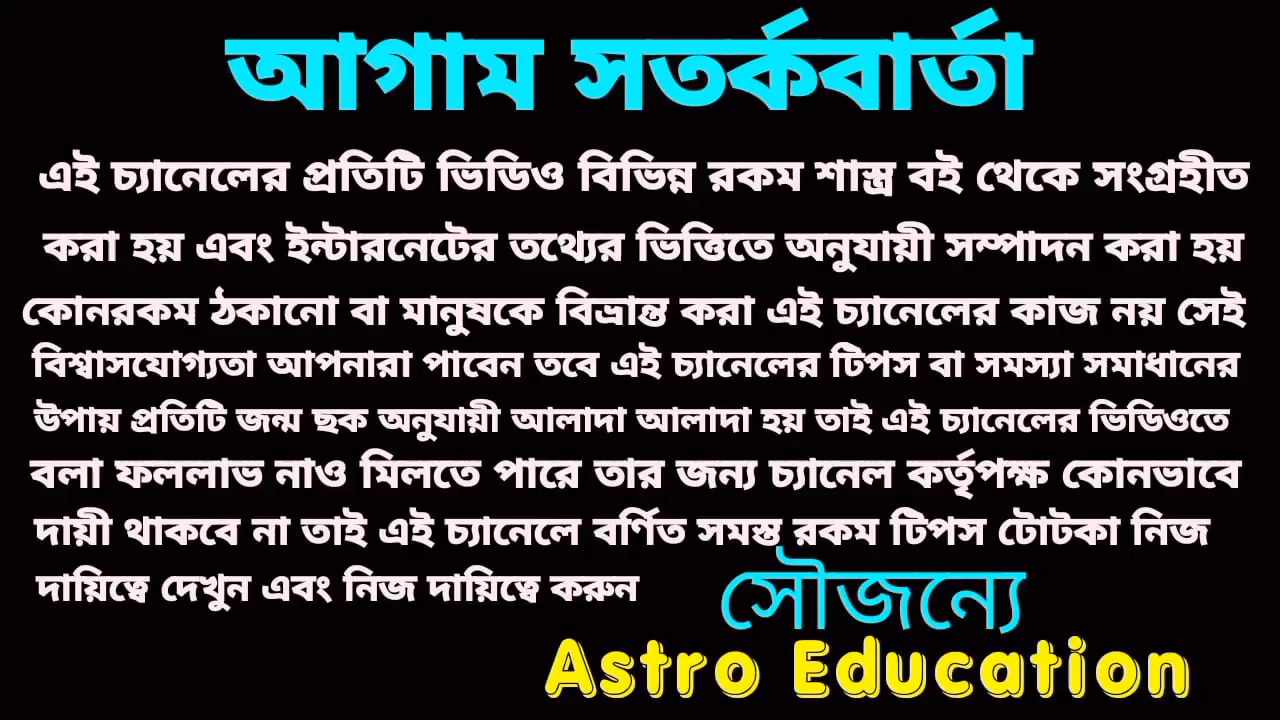 আগাম সতর্কবার্তা
এই চ্যানেলের প্রতিটি ভিডিও বিভিন্ন রকম শাস্ত্র বই থেকে সংগ্রহীত
করা হয় এবং ইন্টারনেটের তথ্যের ভিত্তিতে অনুযায়ী সম্পাদন করা হয়
কোনরকম ঠকানো বা মানুষকে বিভ্রান্ত করা এই চ্যানেলের কাজ নয় সেই
বিশ্বাসযোগ্যতা আপনারা পাবেন তবে এই চ্যানেলের টিপস বা সমস্যা সমাধানের
উপায় প্রতিটি জন্ম ছক অনুযায়ী আলাদা আলাদা হয় তাই এই চ্যানেলের ভিডিওতে
বলা ফললাভ নাও মিলতে পারে তার জন্য চ্যানেল কর্তৃপক্ষ কোনভাবে
দায়ী থাকবে না তাই এই চ্যানেলে বর্ণিত সমস্ত রকম টিপস টোটকা নিজ
দায়িত্বে দেখুন এবং নিজ দায়িত্বে করুন
সৌজন্যে
Astro Education